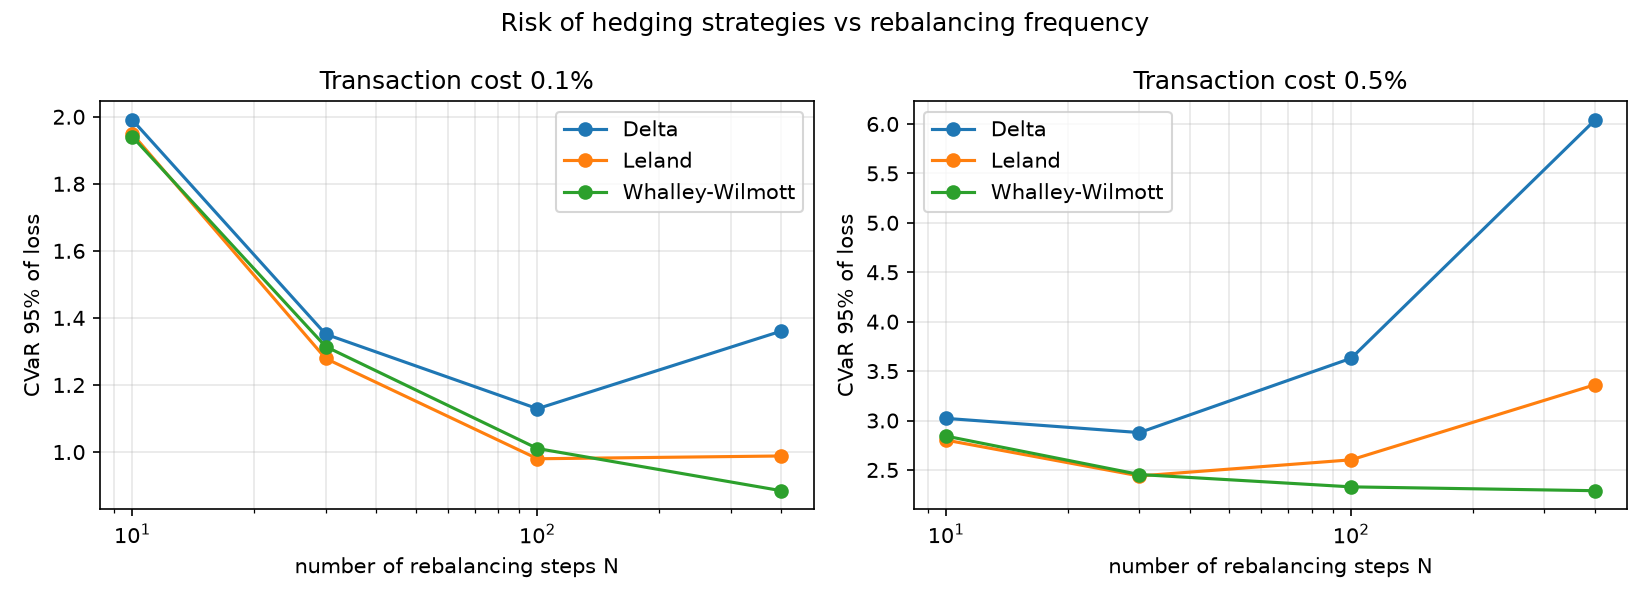 Risk of hedging strategies vs rebalancing frequency
Transaction cost 0.1%
CVaR 95% of loss
2.0
1.8
1.6
1.4
1.2
1.0
Delta
Leland
Whalley-Wilmott
10¹
10²
number of rebalancing steps N
Transaction cost 0.5%
CVaR 95% of loss
6.0
5.5
5.0
4.5
4.0
3.5
3.0
2.5
Delta
Leland
Whalley-Wilmott
10¹
10²
number of rebalancing steps N